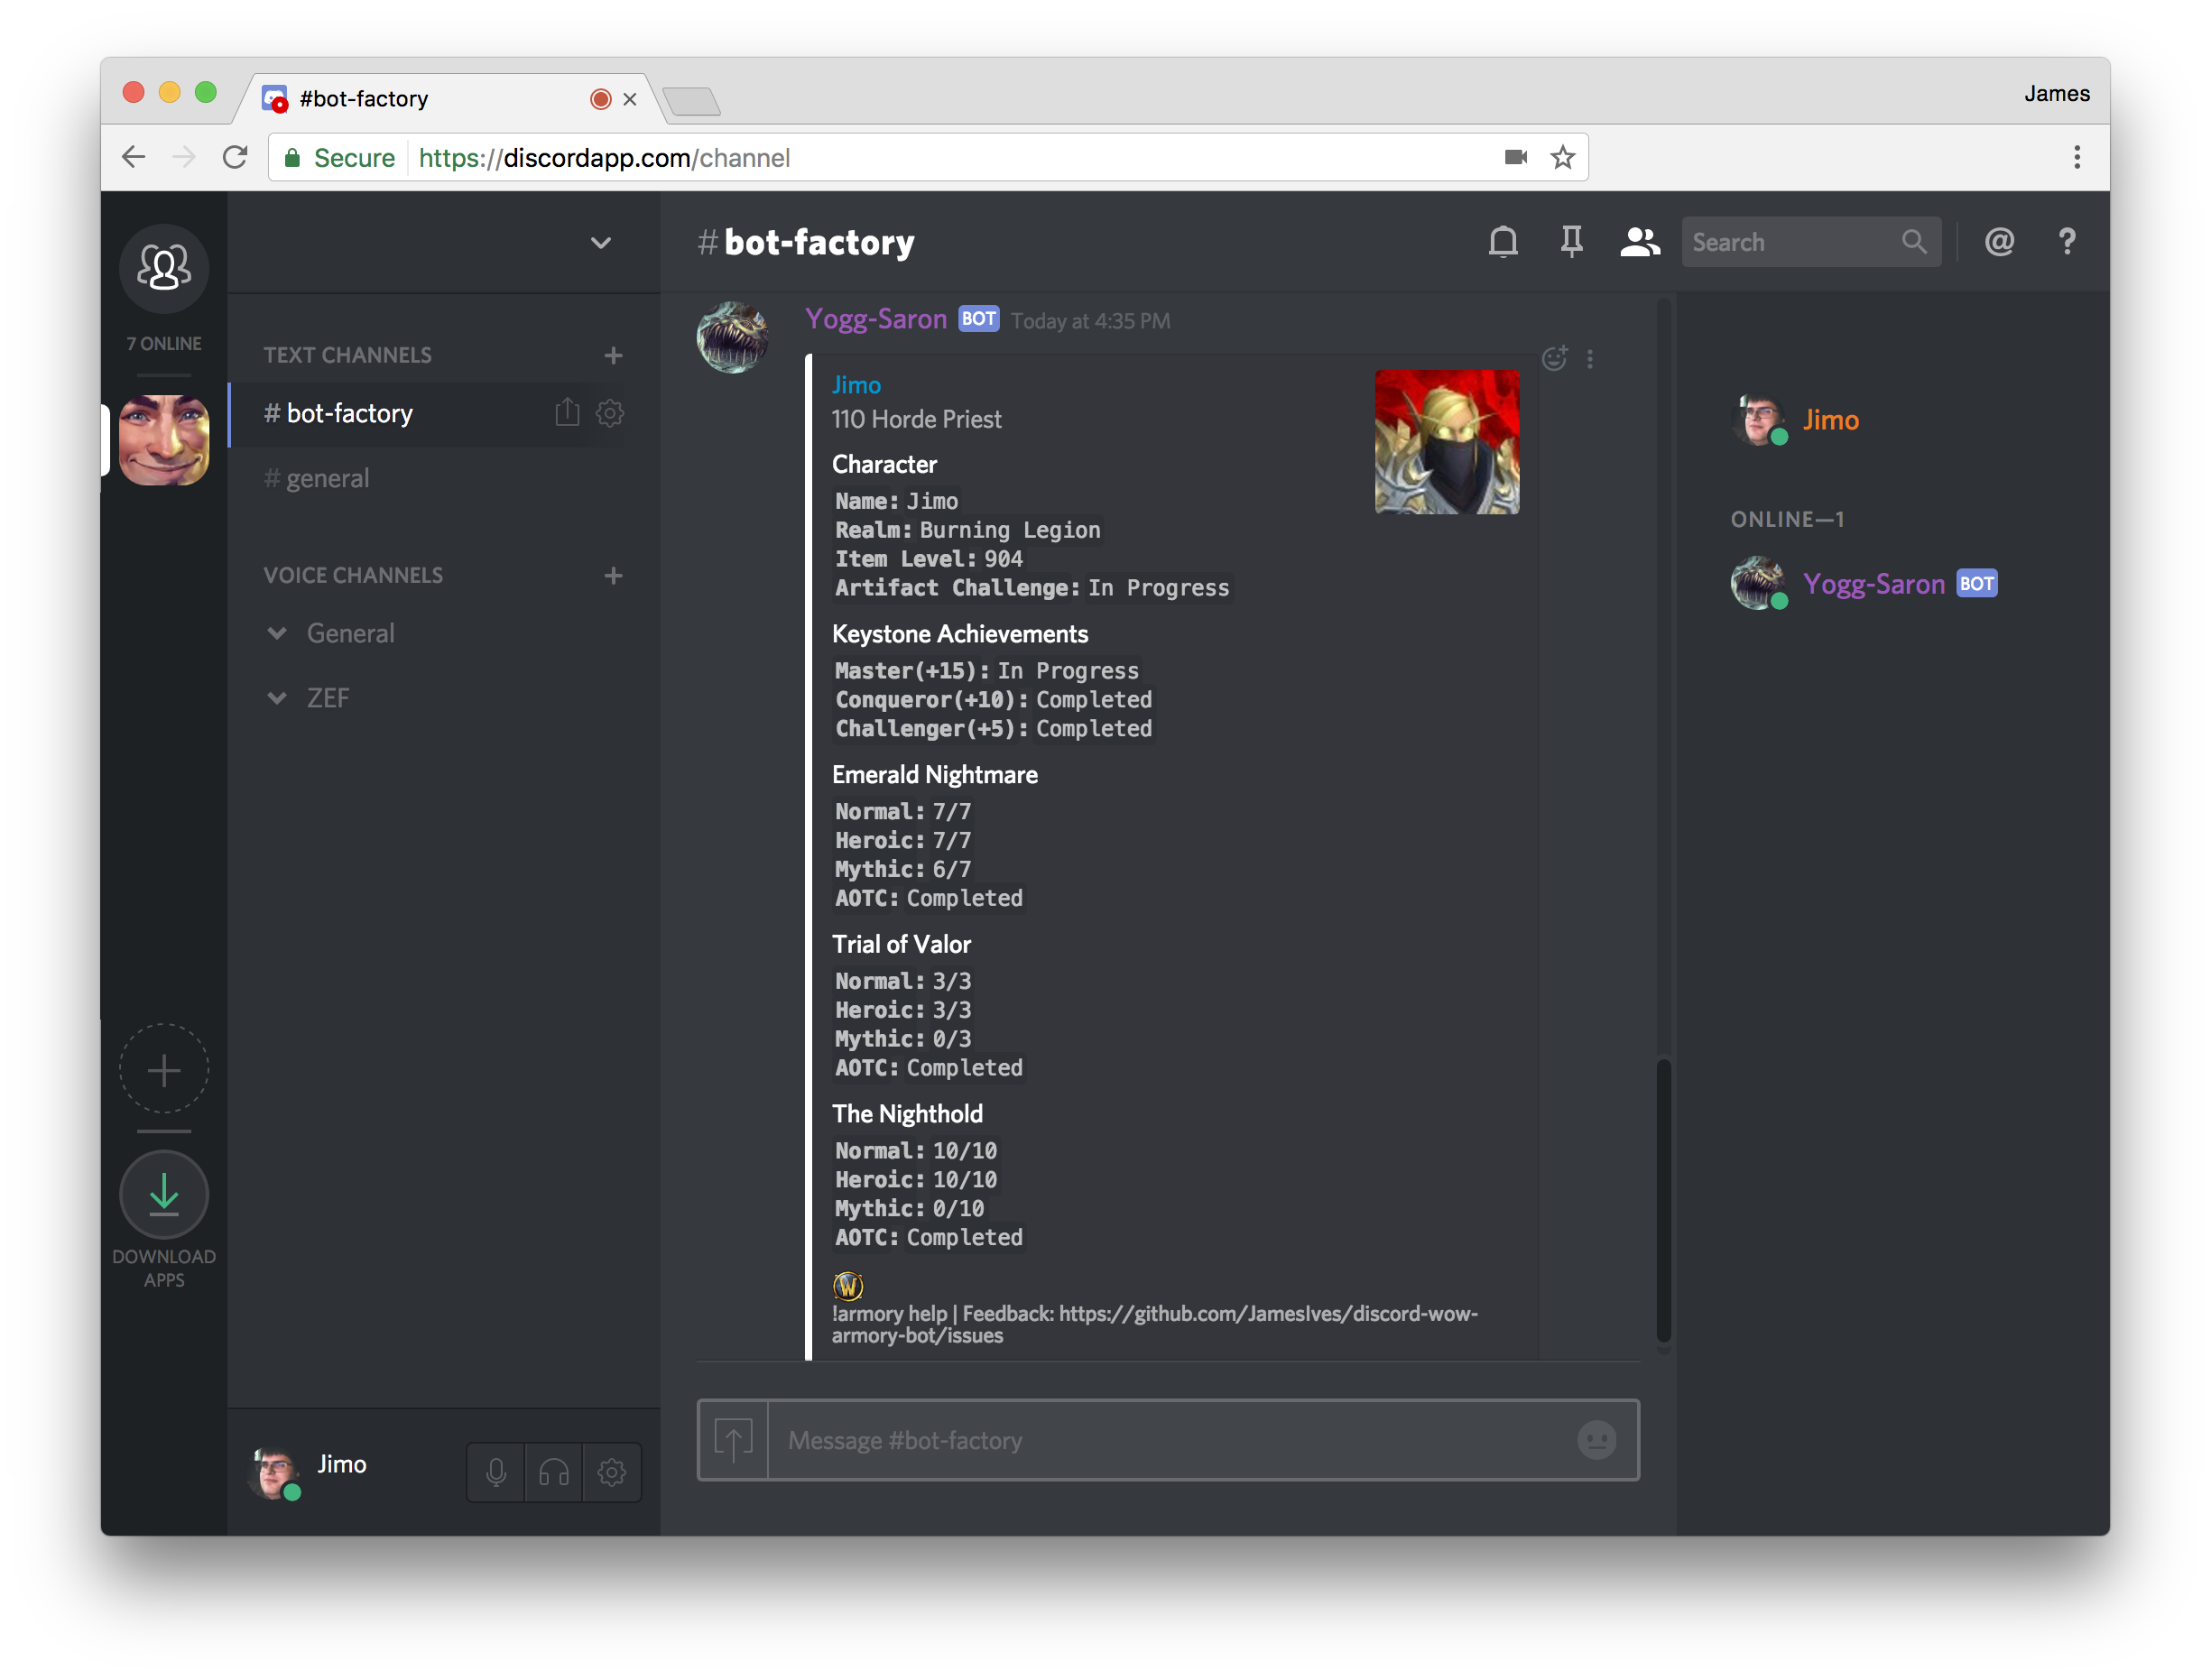 #bot-factory
James
Secure https://discordapp.com/channel
7 ONLINE
DOWNLOAD
APPS
TEXT CHANNELS
# bot-factory
# general
VOICE CHANNELS
General
ZEF
Jimo
#bot-factory
Search
@ ?
Yogg-Saron BOT Today at 4:35 PM
Jimo
110 Horde Priest
Character
Name: Jimo
Realm: Burning Legion
Item Level: 904
Artifact Challenge: In Progress
Keystone Achievements
Master(+15): In Progress
Conqueror(+10): Completed
Challenger(+5): Completed
Emerald Nightmare
Normal: 7/7
Heroic: 7/7
Mythic: 6/7
AOTC: Completed
Trial of Valor
Normal: 3/3
Heroic: 3/3
Mythic: 0/3
AOTC: Completed
The Nighthold
Normal: 10/10
Heroic: 10/10
Mythic: 0/10
AOTC: Completed
W
!armory help | Feedback: https://github.com/JamesIves/discord-wow-
armory-bot/issues
Message #bot-factory
Jimo
ONLINE—1
Yogg-Saron BOT